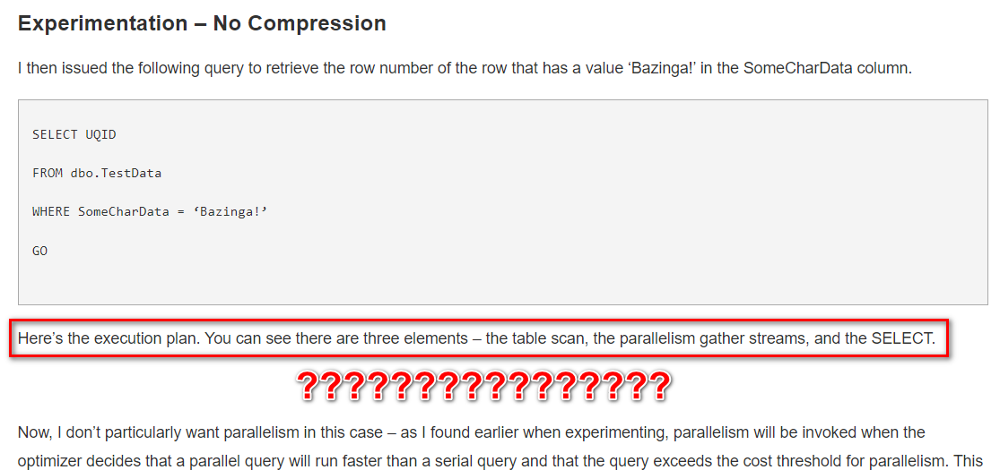 Experimentation – No Compression
I then issued the following query to retrieve the row number of the row that has a value ‘Bazinga!’ in the SomeCharData column.
SELECT UQID
FROM dbo.TestData
WHERE SomeCharData = ‘Bazinga!’
GO
Here’s the execution plan. You can see there are three elements – the table scan, the parallelism gather streams, and the SELECT.
????????????????
Now, I don’t particularly want parallelism in this case – as I found earlier when experimenting, parallelism will be invoked when the
optimizer decides that a parallel query will run faster than a serial query and that the query exceeds the cost threshold for parallelism. This